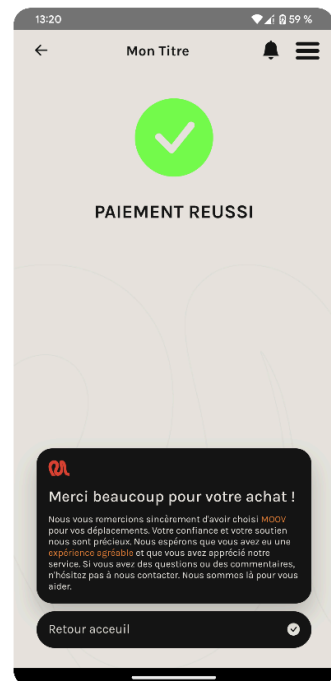 13:20 59 %
Mon Titre
PAIEMENT REUSSI
Merci beaucoup pour votre achat !
Nous vous remercions sincèrement d'avoir choisi MOOV
pour vos déplacements. Votre confiance et votre soutien
nous sont précieux. Nous espérons que vous avez eu une
expérience agréable et que vous avez apprécié notre
service. Si vous avez des questions ou des commentaires,
n'hésitez pas à nous contacter. Nous sommes là pour vous
aider.
Retour acceuil